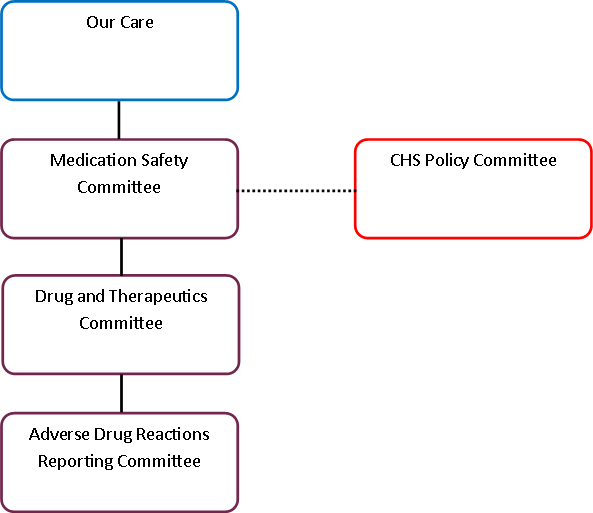 Our Care
Medication Safety
Committee
CHS Policy Committee
Drug and Therapeutics
Committee
Adverse Drug Reactions
Reporting Committee